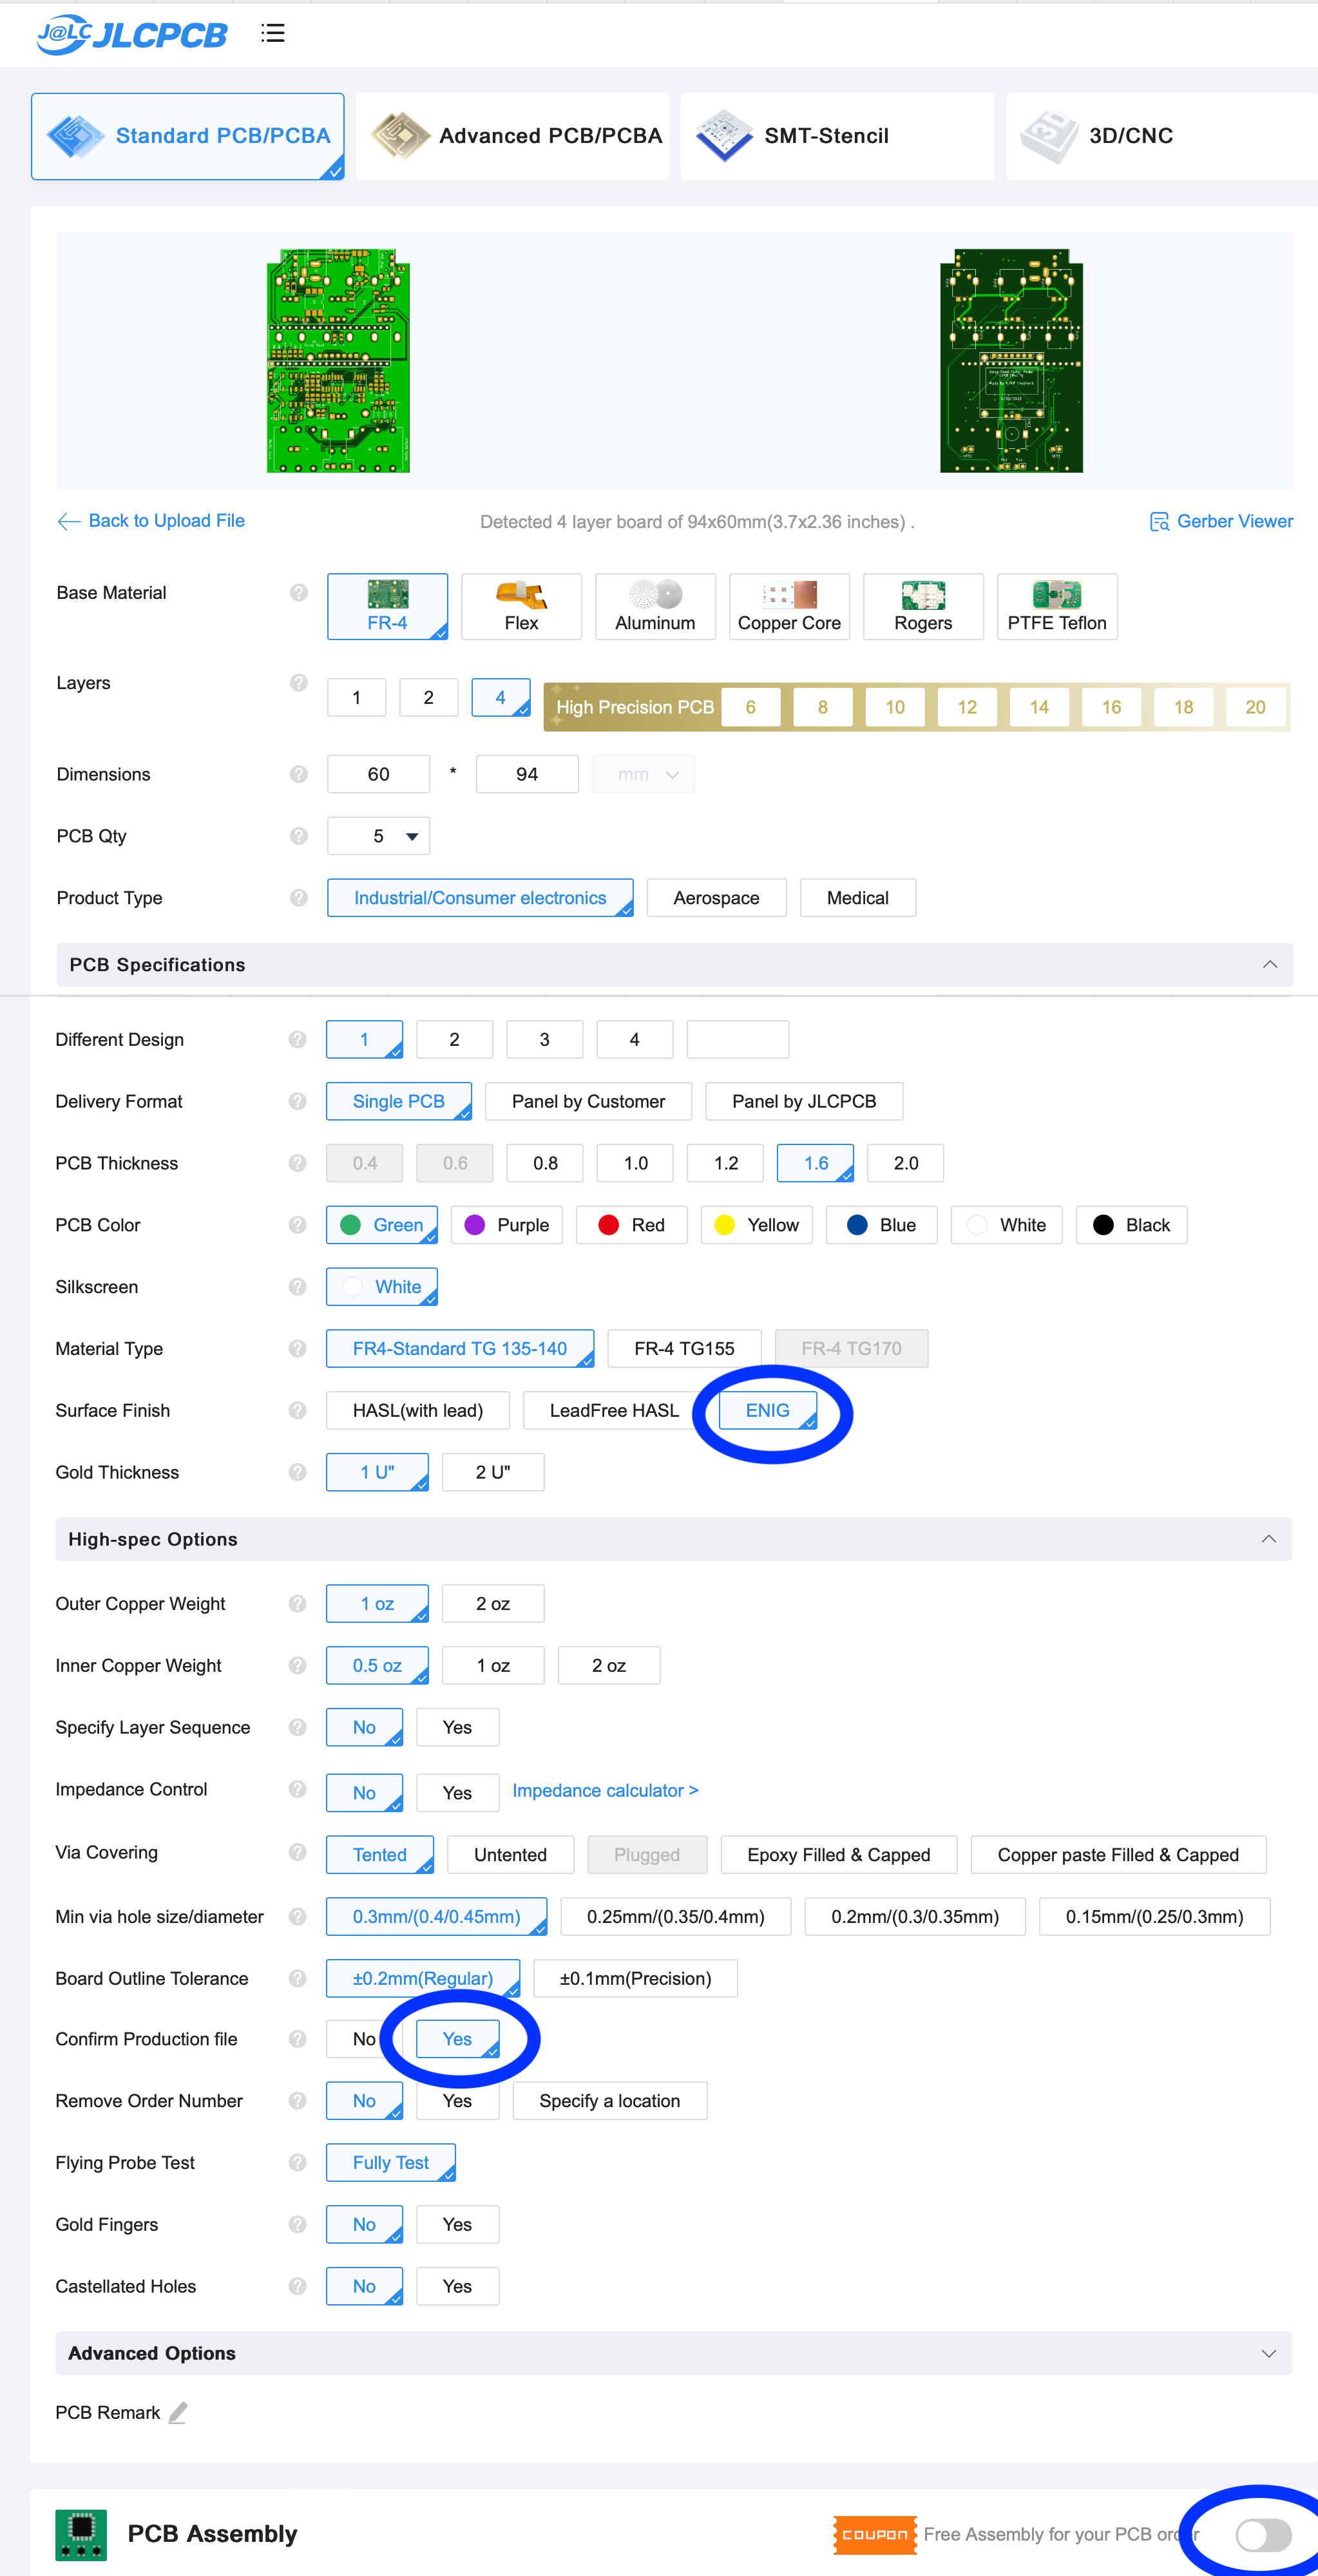 J@LC JLCPCB
Standard PCB/PCBA
Advanced PCB/PCBA
SMT-Stencil
3D/CNC
Back to Upload File
Detected 4 layer board of 94x60mm(3.7x2.36 inches) .
Gerber Viewer
Base Material ? FR-4 Flex Aluminum Copper Core Rogers PTFE Teflon
Layers ? 1 2 4 High Precision PCB 6 8 10 12 14 16 18 20
Dimensions ? 60 * 94 mm
PCB Qty ? 5
Product Type ? Industrial/Consumer electronics Aerospace Medical
PCB Specifications
Different Design ? 1 2 3 4
Delivery Format ? Single PCB Panel by Customer Panel by JLCPCB
PCB Thickness ? 0.4 0.6 0.8 1.0 1.2 1.6 2.0
PCB Color ? Green Purple Red Yellow Blue White Black
Silkscreen ? White
Material Type ? FR4-Standard TG 135-140 FR-4 TG155 FR-4 TG170
Surface Finish ? HASL(with lead) LeadFree HASL ENIG
Gold Thickness ? 1 U" 2 U"
High-spec Options
Outer Copper Weight ? 1 oz 2 oz
Inner Copper Weight ? 0.5 oz 1 oz 2 oz
Specify Layer Sequence ? No Yes
Impedance Control ? No Yes Impedance calculator >
Via Covering ? Tented Untented Plugged Epoxy Filled & Capped Copper paste Filled & Capped
Min via hole size/diameter ? 0.3mm/(0.4/0.45mm) 0.25mm/(0.35/0.4mm) 0.2mm/(0.3/0.35mm) 0.15mm/(0.25/0.3mm)
Board Outline Tolerance ? ±0.2mm(Regular) ±0.1mm(Precision)
Confirm Production file ? No Yes
Remove Order Number ? No Yes Specify a location
Flying Probe Test ? Fully Test
Gold Fingers ? No Yes
Castellated Holes ? No Yes
Advanced Options
PCB Remark
PCB Assembly
COUPON Free Assembly for your PCB order